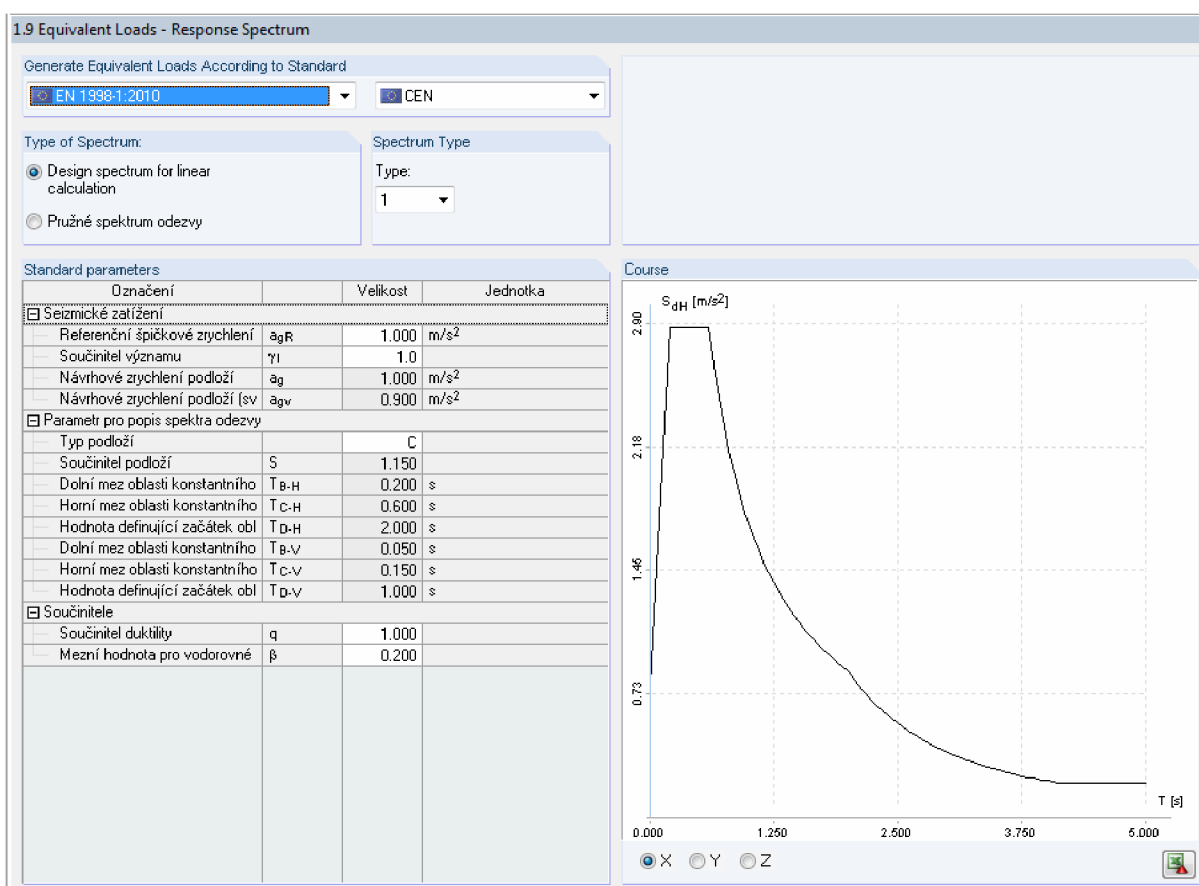 1.9 Equivalent Loads - Response Spectrum
Generate Equivalent Loads According to Standard
EN 1998-1:2010
CEN
Type of Spectrum:
Design spectrum for linear
calculation
Pružné spektrum odezvy
Spectrum Type
Type:
1
Standard parameters
Označení Velikost Jednotka
Seizmické zatížení
Referenční špičkové zrychlení agR 1.000 m/s²
Součinitel významu γI 1.0
Návrhové zrychlení podloží ag 1.000 m/s²
Návrhové zrychlení podloží (sv agv 0.900 m/s²
Parametr pro popis spektra odezvy
Typ podloží C
Součinitel podloží S 1.150
Dolní mez oblasti konstantního TB-H 0.200 s
Horní mez oblasti konstantního TC-H 0.600 s
Hodnota definující začátek obl TD-H 2.000 s
Dolní mez oblasti konstantního TB-V 0.050 s
Horní mez oblasti konstantního TC-V 0.150 s
Hodnota definující začátek obl TD-V 1.000 s
Součinitele
Součinitel duktility q 1.000
Mezní hodnota pro vodorovné β 0.200
Course
SdH [m/s²]
2.90
2.18
1.46
0.73
T [s]
0.000 1.250 2.500 3.750 5.000
X Y Z